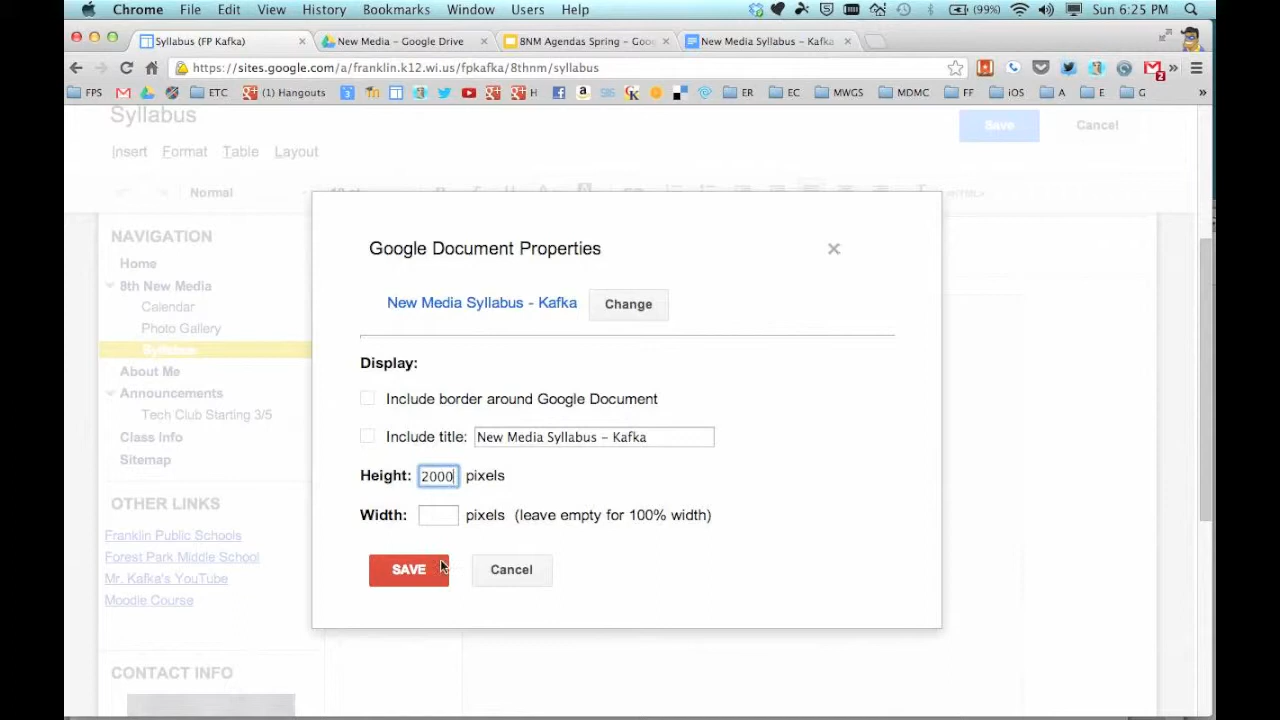 Chrome File Edit View History Bookmarks Window Users Help (99%) Sun 6:25 PM
Syllabus (FP Kafka) New Media – Google Drive 8NM Agendas Spring – Goo New Media Syllabus – Kafka
https://sites.google.com/a/franklin.k12.wi.us/fpkafka/8thnm/syllabus
FPS ETC (1) Hangouts H SIS ER EC MWGS MDMC FF iOS A E G »
Syllabus
Save Cancel
Insert Format Table Layout
Normal
NAVIGATION
Home
8th New Media
Calendar
Photo Gallery
Syllabus
About Me
Announcements
Tech Club Starting 3/5
Class Info
Sitemap
OTHER LINKS
Franklin Public Schools
Forest Park Middle School
Mr. Kafka's YouTube
Moodle Course
CONTACT INFO
Google Document Properties
New Media Syllabus - Kafka Change
Display:
Include border around Google Document
Include title: New Media Syllabus – Kafka
Height: 2000 pixels
Width: pixels (leave empty for 100% width)
SAVE Cancel